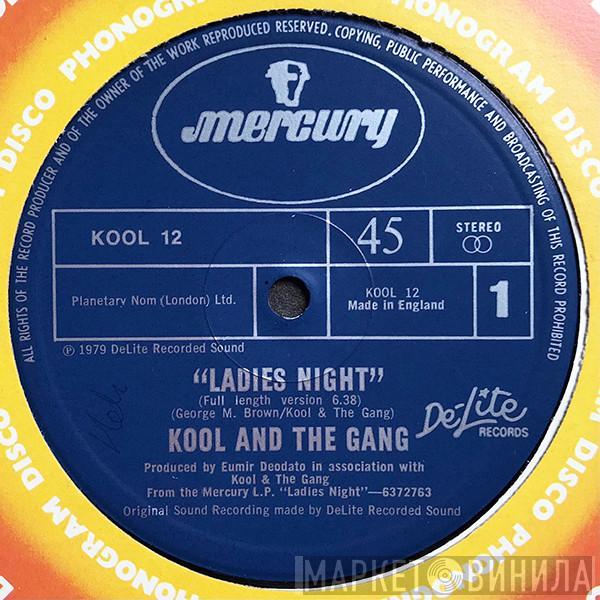 ALL RIGHTS OF THE RECORD PRODUCER AND OF THE OWNER OF THE WORK REPRODUCED RESERVED. COPYING, PUBLIC PERFORMANCE AND BROADCASTING OF THIS RECORD PROHIBITED
mercury
KOOL 12
45
STEREO
Planetary Nom (London) Ltd.
KOOL 12
Made in England
1
℗ 1979 DeLite Recorded Sound
"LADIES NIGHT"
(Full length version 6.38)
(George M. Brown/Kool & The Gang)
KOOL AND THE GANG
De-Lite
RECORDS
Produced by Eumir Deodato in association with
Kool & The Gang
From the Mercury L.P. "Ladies Night"—6372763
Original Sound Recording made by DeLite Recorded Sound
DISCO PHONOGRAM DISCO
PHONOGRAM DISCO
DISCO PHONOGRAM
МАРКЕТ ВИНИЛА